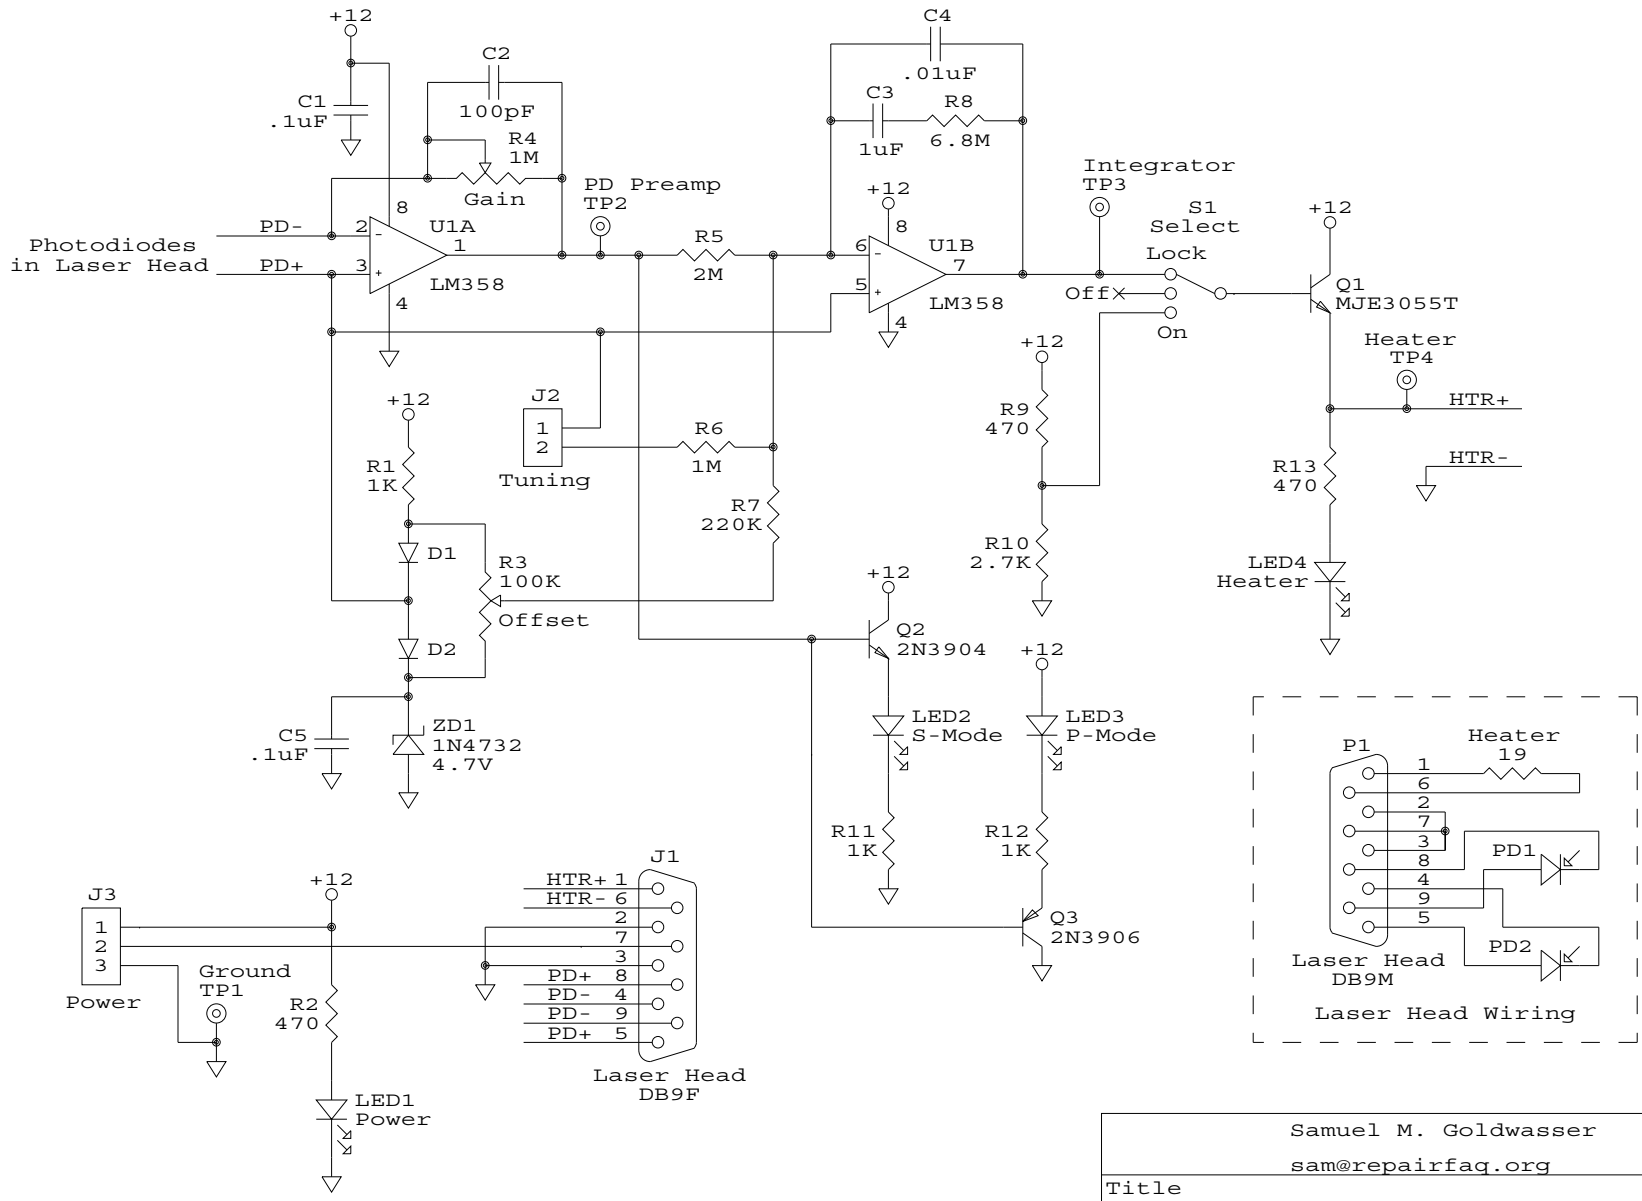 +12
C1
.1uF
C2
100pF
R4
1M
Gain
PD-
PD+
Photodiodes
in Laser Head
2
3
8
1
4
-
+
U1A
LM358
PD Preamp
TP2
R5
2M
C4
.01uF
C3
1uF
R8
6.8M
+12
8
6
5
7
4
-
+
U1B
LM358
Integrator
TP3
S1
Select
Lock
Off
On
+12
Q1
MJE3055T
Heater
TP4
HTR+
HTR-
R13
470
LED4
Heater
+12
R9
470
R10
2.7K
J2
1
2
Tuning
R6
1M
R7
220K
+12
R1
1K
D1
D2
R3
100K
Offset
C5
.1uF
ZD1
1N4732
4.7V
+12
Q2
2N3904
LED2
S-Mode
R11
1K
+12
LED3
P-Mode
R12
1K
Q3
2N3906
J3
1
2
3
Power
Ground
TP1
+12
R2
470
LED1
Power
J1
HTR+ 1
HTR- 6
2
7
3
PD+ 8
PD- 4
PD- 9
PD+ 5
Laser Head
DB9F
P1
1
6
2
7
3
8
4
9
5
Heater
19
PD1
PD2
Laser Head
DB9M
Laser Head Wiring
Samuel M. Goldwasser
sam@repairfaq.org
Title